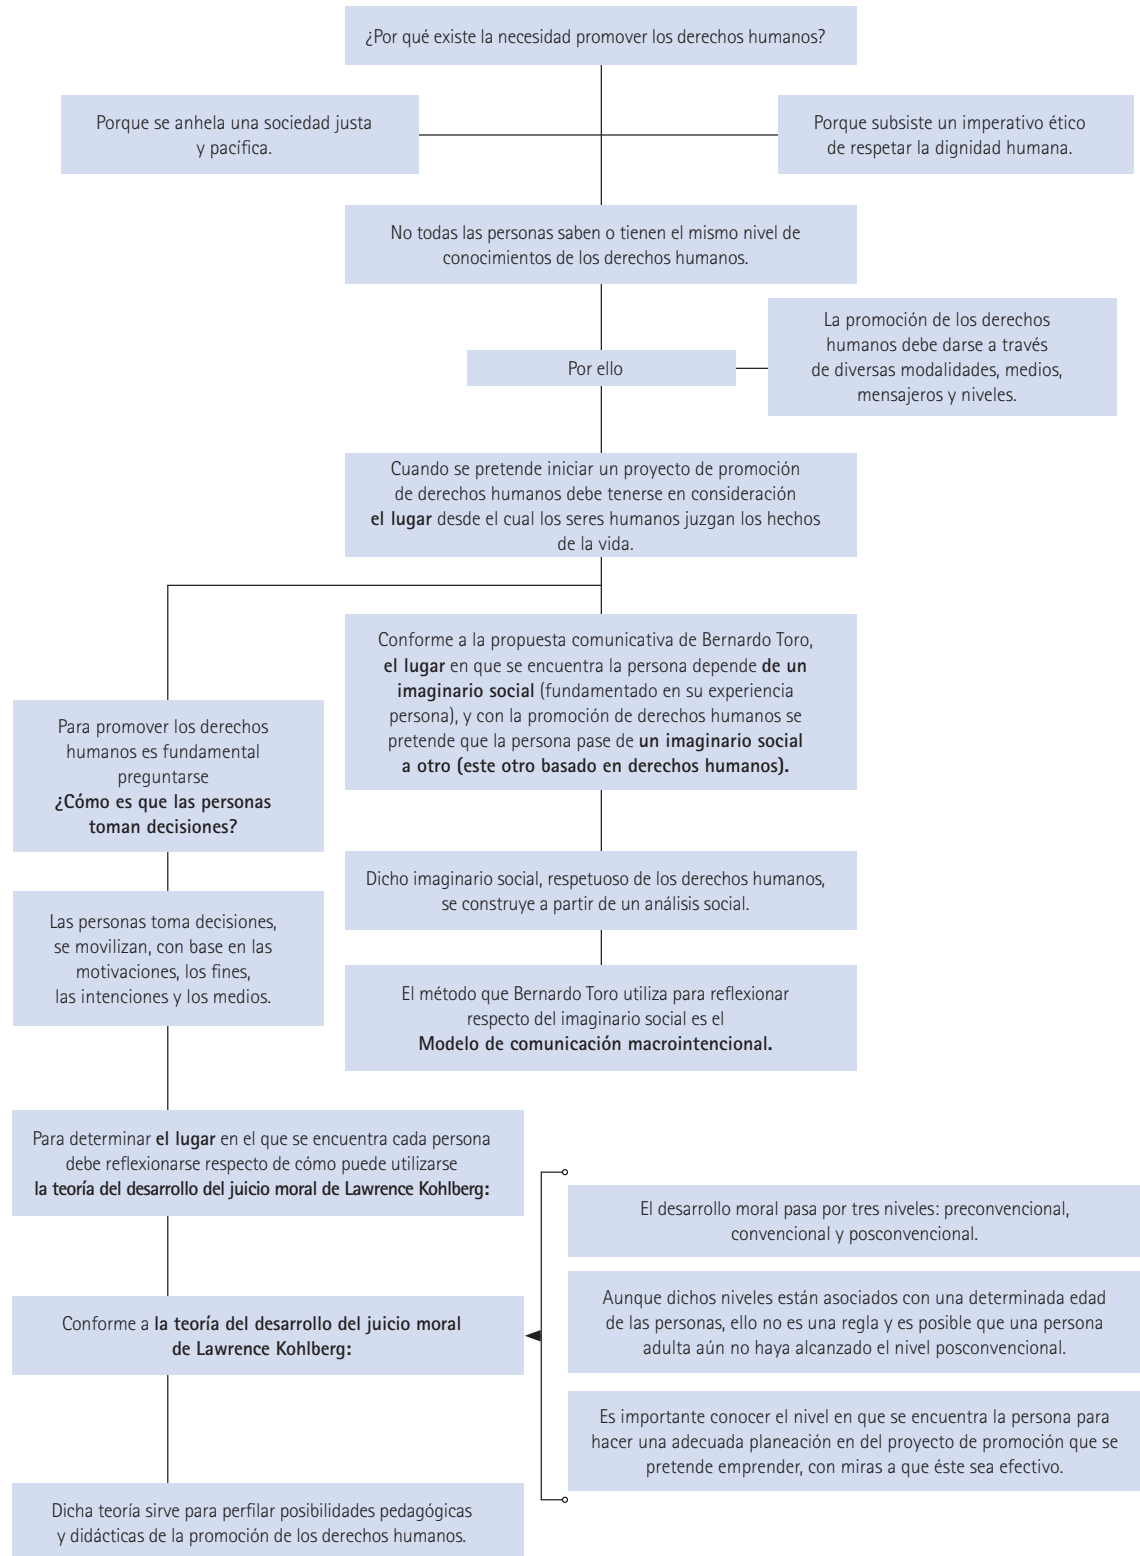 ¿Por qué existe la necesidad promover los derechos humanos?
Porque se anhela una sociedad justa
y pacífica.
Porque subsiste un imperativo ético
de respetar la dignidad humana.
No todas las personas saben o tienen el mismo nivel de
conocimientos de los derechos humanos.
Por ello
La promoción de los derechos
humanos debe darse a través
de diversas modalidades, medios,
mensajeros y niveles.
Cuando se pretende iniciar un proyecto de promoción
de derechos humanos debe tenerse en consideración
el lugar desde el cual los seres humanos juzgan los hechos
de la vida.
Conforme a la propuesta comunicativa de Bernardo Toro,
el lugar en que se encuentra la persona depende de un
imaginario social (fundamentado en su experiencia
persona), y con la promoción de derechos humanos se
pretende que la persona pase de un imaginario social
a otro (este otro basado en derechos humanos).
Dicho imaginario social, respetuoso de los derechos humanos,
se construye a partir de un análisis social.
El método que Bernardo Toro utiliza para reflexionar
respecto del imaginario social es el
Modelo de comunicación macrointencional.
Para promover los derechos
humanos es fundamental
preguntarse
¿Cómo es que las personas
toman decisiones?
Las personas toma decisiones,
se movilizan, con base en las
motivaciones, los fines,
las intenciones y los medios.
Para determinar el lugar en el que se encuentra cada persona
debe reflexionarse respecto de cómo puede utilizarse
la teoría del desarrollo del juicio moral de Lawrence Kohlberg:
Conforme a la teoría del desarrollo del juicio moral
de Lawrence Kohlberg:
El desarrollo moral pasa por tres niveles: preconvencional,
convencional y posconvencional.
Aunque dichos niveles están asociados con una determinada edad
de las personas, ello no es una regla y es posible que una persona
adulta aún no haya alcanzado el nivel posconvencional.
Es importante conocer el nivel en que se encuentra la persona para
hacer una adecuada planeación en del proyecto de promoción que se
pretende emprender, con miras a que éste sea efectivo.
Dicha teoría sirve para perfilar posibilidades pedagógicas
y didácticas de la promoción de los derechos humanos.